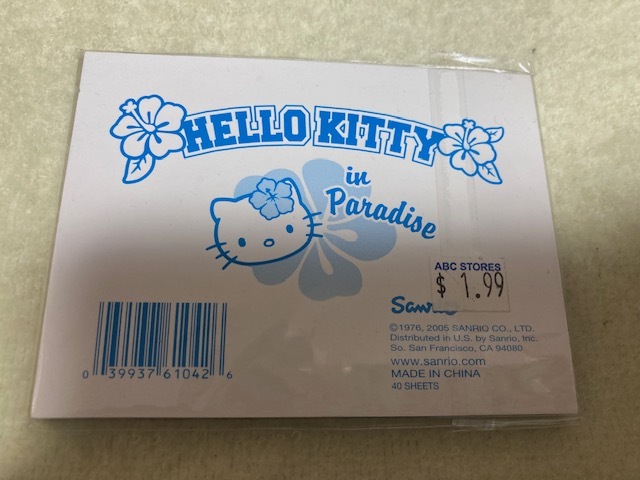 HELLO KITTY
in
Paradise
ABC STORES
$ 1.99
©1976, 2005 SANRIO CO., LTD.
Distributed in U.S. by Sanrio, Inc.
So. San Francisco, CA 94080
www.sanrio.com
MADE IN CHINA
40 SHEETS
0 39937 61042 6